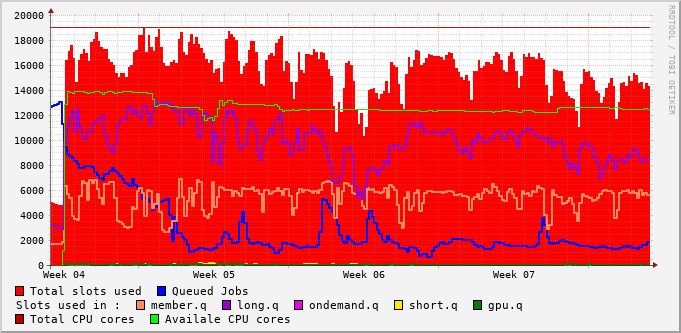 20000
18000
16000
14000
12000
10000
8000
6000
4000
2000
0
Week 04 Week 05 Week 06 Week 07
Total slots used Queued Jobs
Slots used in : member.q long.q ondemand.q short.q gpu.q
Total CPU cores Availale CPU cores
RRDTOOL / TOBI OETIKER